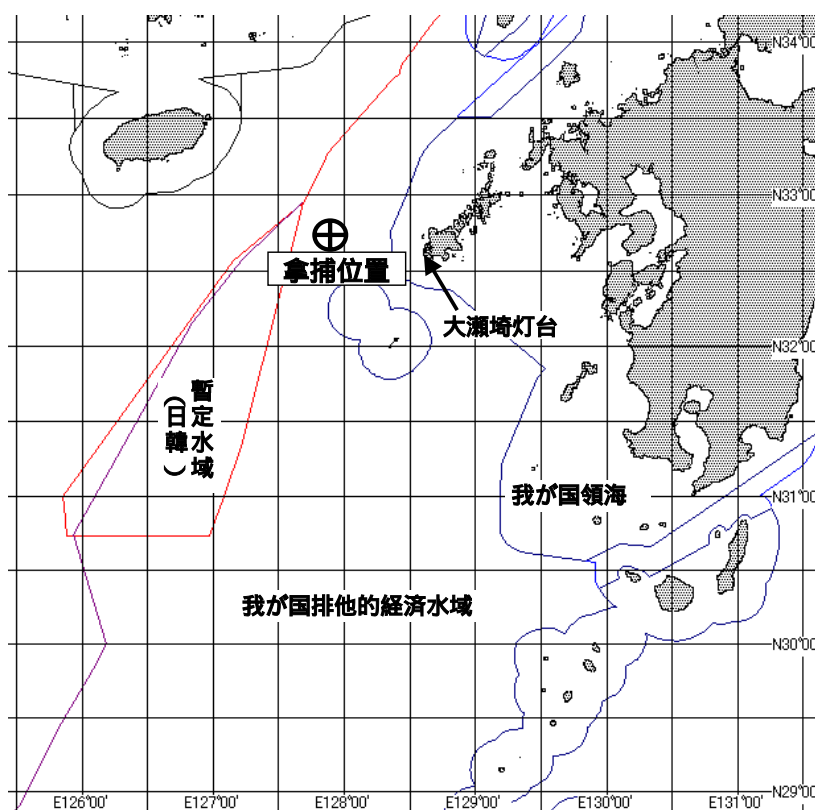 N34°00'
N33°00'
拿捕位置
大瀬埼灯台
N32°00'
暫定水域
(日韓)
我が国領海
N31°00'
我が国排他的経済水域
N30°00'
N29°00'
E126°00'
E127°00'
E128°00'
E129°00'
E130°00'
E131°00'